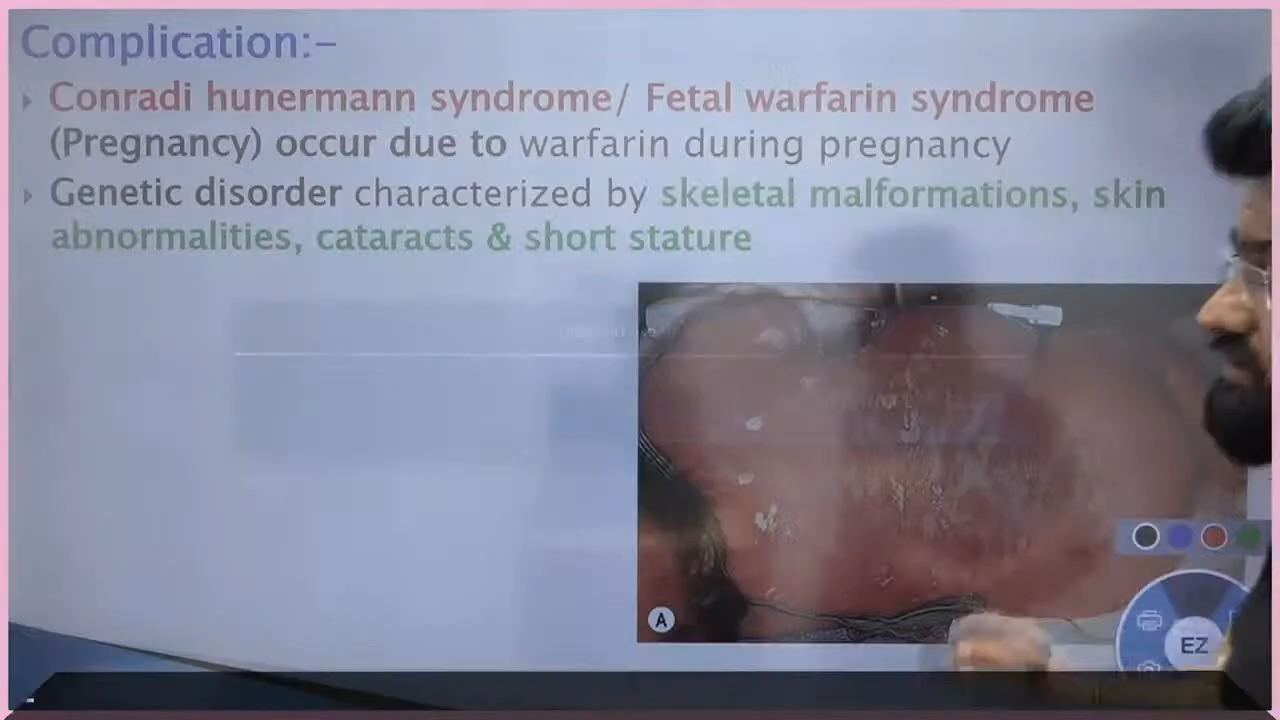 Complication:-
Conradi hunermann syndrome/ Fetal warfarin syndrome
(Pregnancy) occur due to warfarin during pregnancy
Genetic disorder characterized by skeletal malformations, skin
abnormalities, cataracts & short stature
A
EZ